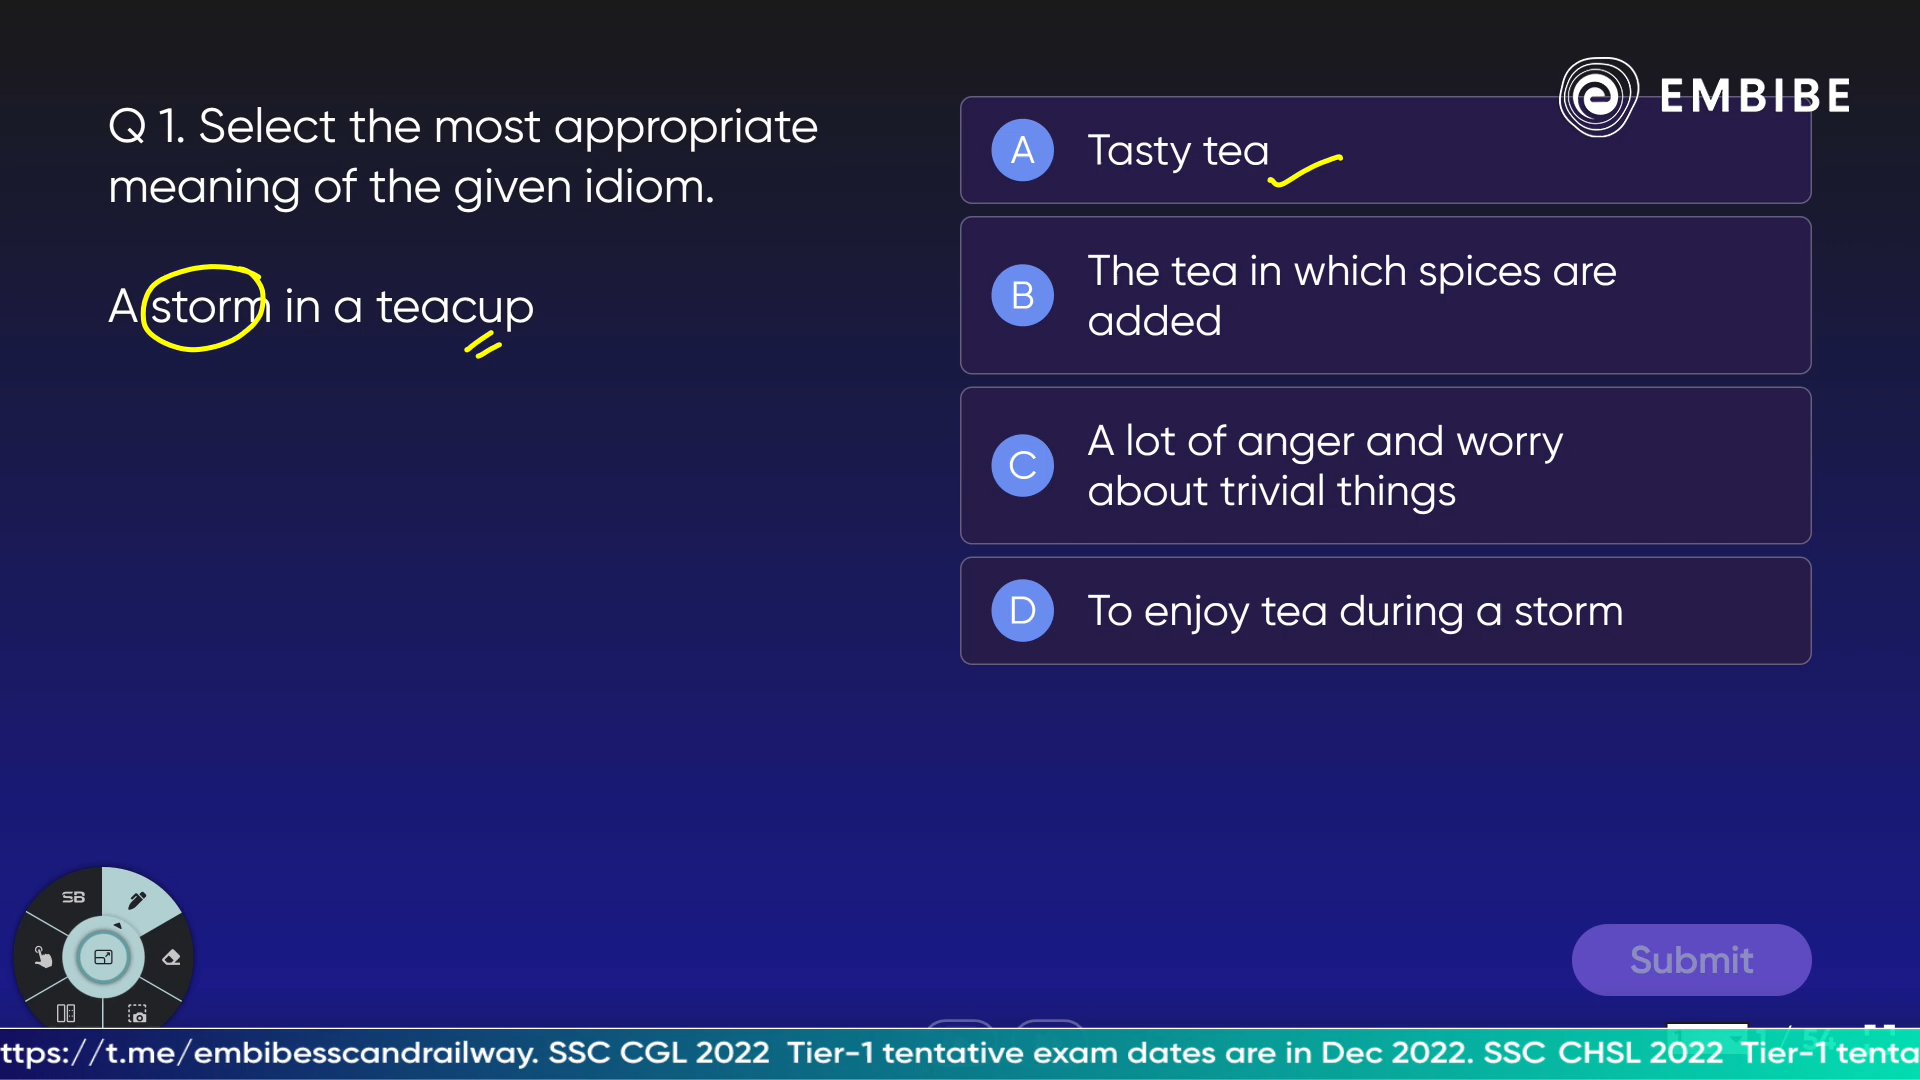 EMBIBE
Q 1. Select the most appropriate
meaning of the given idiom.
A storm in a teacup
A Tasty tea
B The tea in which spices are
added
C A lot of anger and worry
about trivial things
D To enjoy tea during a storm
SB
Submit
ttps://t.me/embibesscandrailway. SSC CGL 2022 Tier-1 tentative exam dates are in Dec 2022. SSC CHSL 2022 Tier-1 tenta